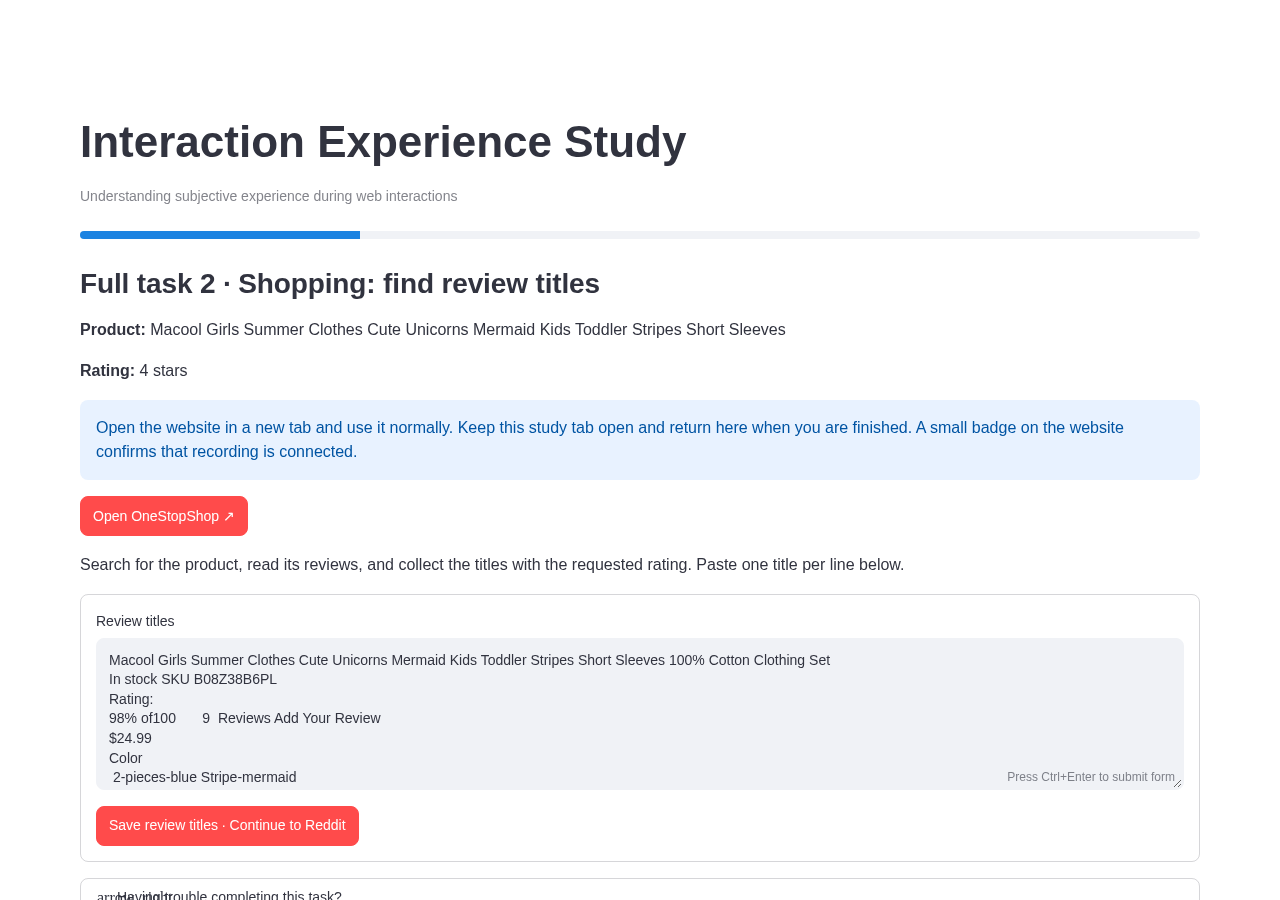 Interaction Experience Study
Understanding subjective experience during web interactions
Full task 2 · Shopping: find review titles
Product: Macool Girls Summer Clothes Cute Unicorns Mermaid Kids Toddler Stripes Short Sleeves
Rating: 4 stars
Open the website in a new tab and use it normally. Keep this study tab open and return here when you are finished. A small badge on the website
confirms that recording is connected.
Open OneStopShop ↗
Search for the product, read its reviews, and collect the titles with the requested rating. Paste one title per line below.
Review titles
Macool Girls Summer Clothes Cute Unicorns Mermaid Kids Toddler Stripes Short Sleeves 100% Cotton Clothing Set
In stock SKU B08Z38B6PL
Rating:
98% of100 9 Reviews Add Your Review
$24.99
Color
2-pieces-blue Stripe-mermaid
Press Ctrl+Enter to submit form
Save review titles · Continue to Reddit
Having trouble completing this task?